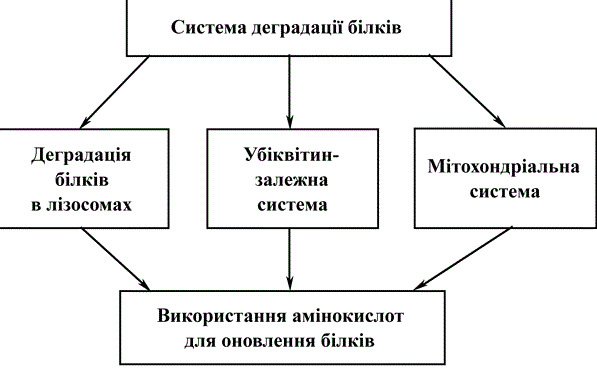 Система деградації білків
Деградація
білків
в лізосомах
Убіквітин-
залежна
система
Мітохондріальна
система
Використання амінокислот
для оновлення білків